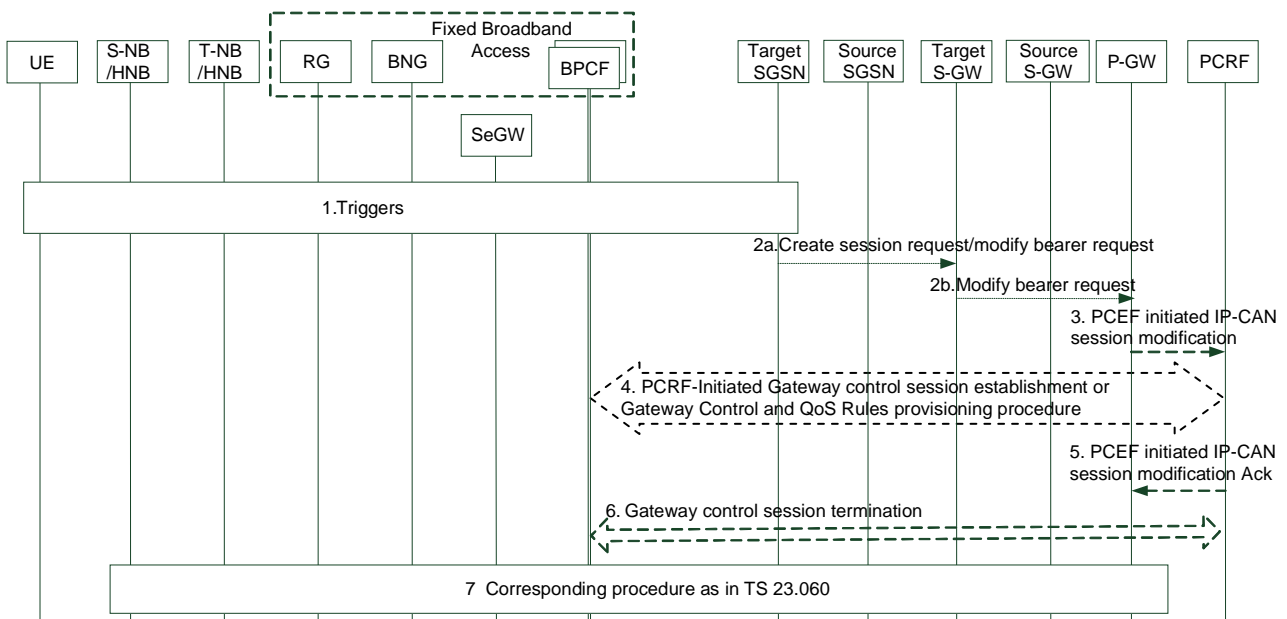 Fixed Broadband
Access
UE
S-NB
/HNB
T-NB
/HNB
RG
BNG
BPCF
Target
SGSN
Source
SGSN
Target
S-GW
Source
S-GW
P-GW
PCRF
SeGW
1.Triggers
2a.Create session request/modify bearer request
2b.Modify bearer request
3. PCEF initiated IP-CAN
session modification
4. PCRF-Initiated Gateway control session establishment or
Gateway Control and QoS Rules provisioning procedure
5. PCEF initiated IP-CAN
session modification Ack
6. Gateway control session termination
7 Corresponding procedure as in TS 23.060